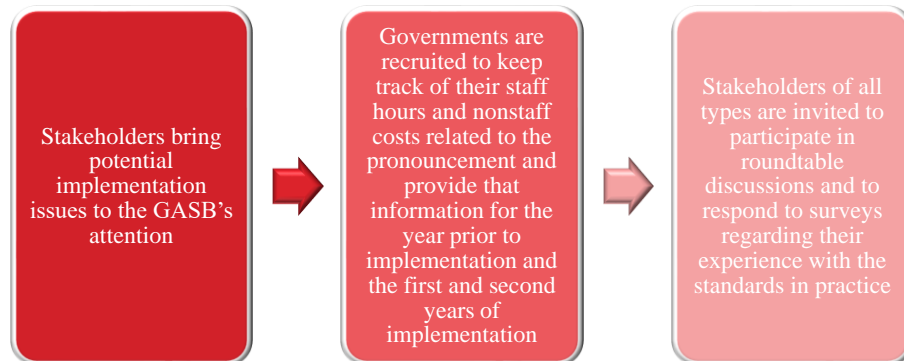 Stakeholders bring
potential
implementation
issues to the GASB’s
attention
Governments are
recruited to keep
track of their staff
hours and nonstaff
costs related to the
pronouncement and
provide that
information for the
year prior to
implementation and
the first and second
years of
implementation
Stakeholders of all
types are invited to
participate in
roundtable
discussions and to
respond to surveys
regarding their
experience with the
standards in practice